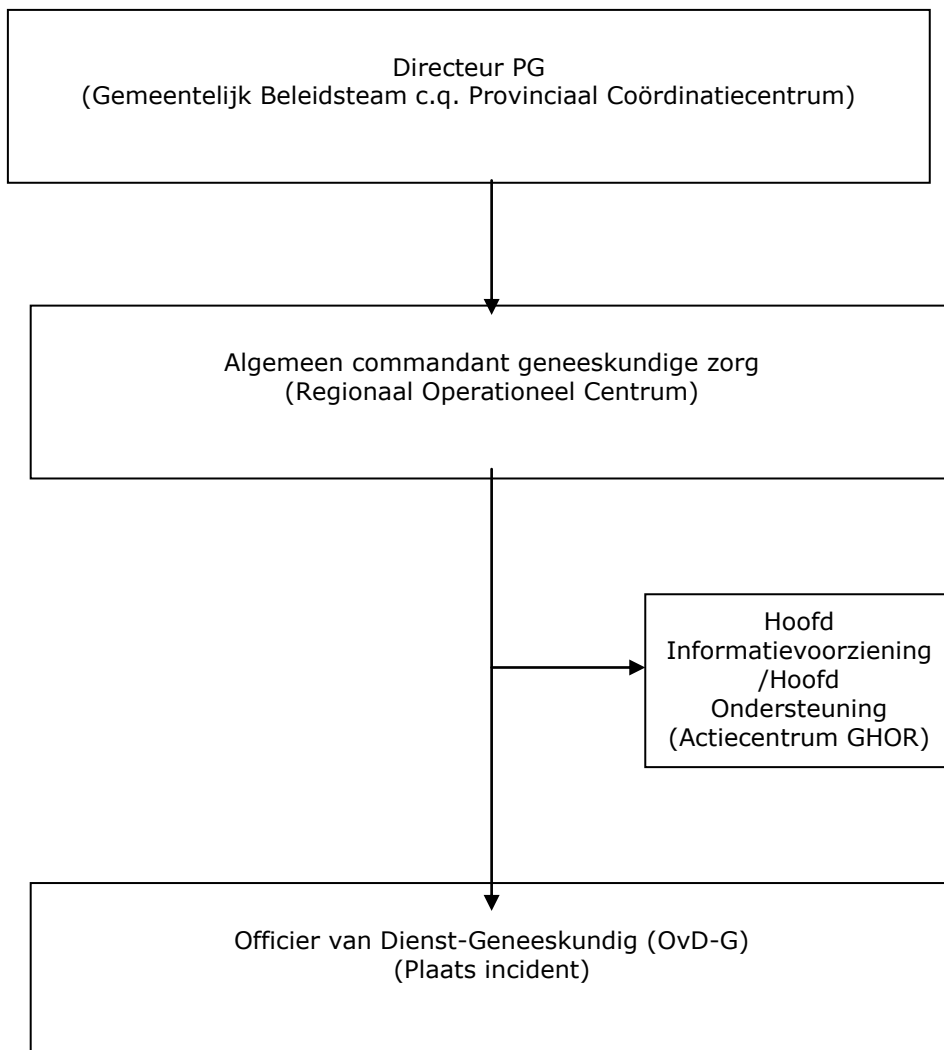 Directeur PG
(Gemeentelijk Beleidsteam c.q. Provinciaal Coördinatiecentrum)
Algemeen commandant geneeskundige zorg
(Regionaal Operationeel Centrum)
Hoofd
Informatievoorziening
/Hoofd
Ondersteuning
(Actiecentrum GHOR)
Officier van Dienst-Geneeskundig (OvD-G)
(Plaats incident)